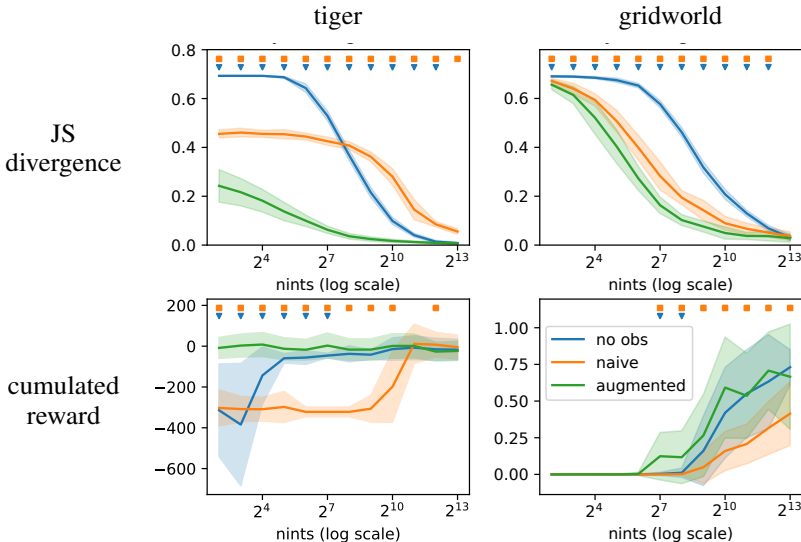 tiger
gridworld
JS
divergence
0.8
0.6
0.4
0.2
0.0
2^4
2^7
2^10
2^13
nints (log scale)
0.8
0.6
0.4
0.2
0.0
2^4
2^7
2^10
2^13
nints (log scale)
cumulated
reward
200
0
−200
−400
−600
2^4
2^7
2^10
2^13
nints (log scale)
1.00
0.75
0.50
0.25
0.00
no obs
naive
augmented
2^4
2^7
2^10
2^13
nints (log scale)